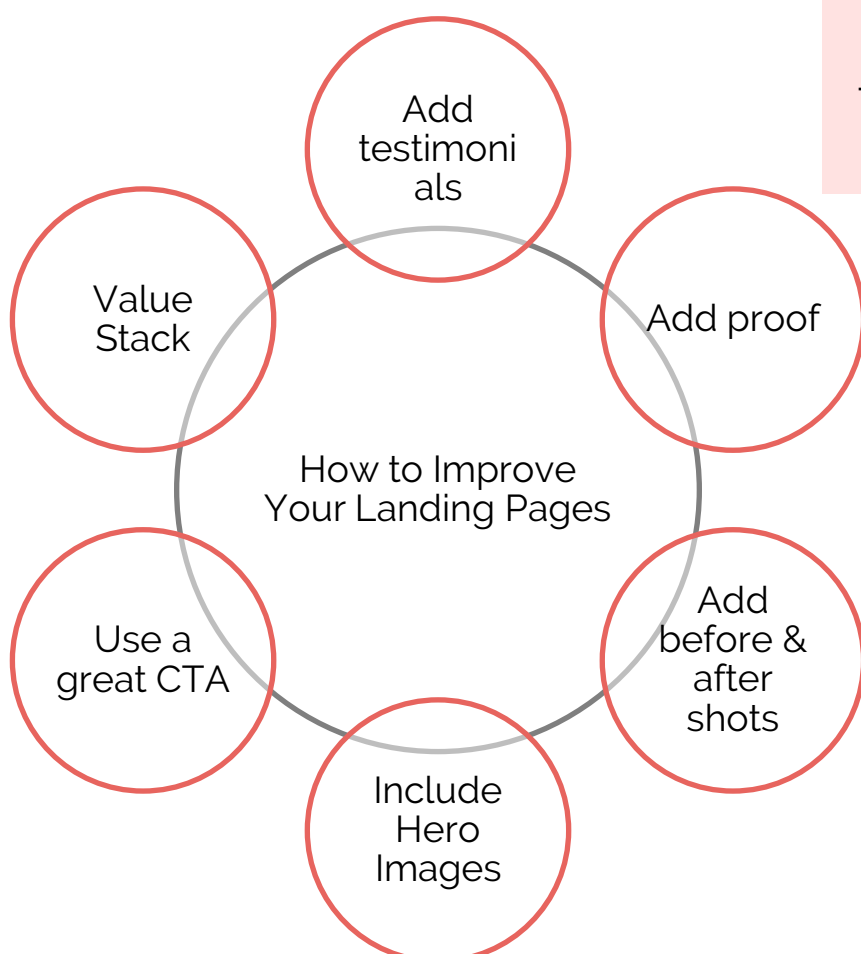 Add
testimoni
als
Add proof
Add
before &
after
shots
Include
Hero
Images
Use a
great CTA
Value
Stack
How to Improve
Your Landing Pages